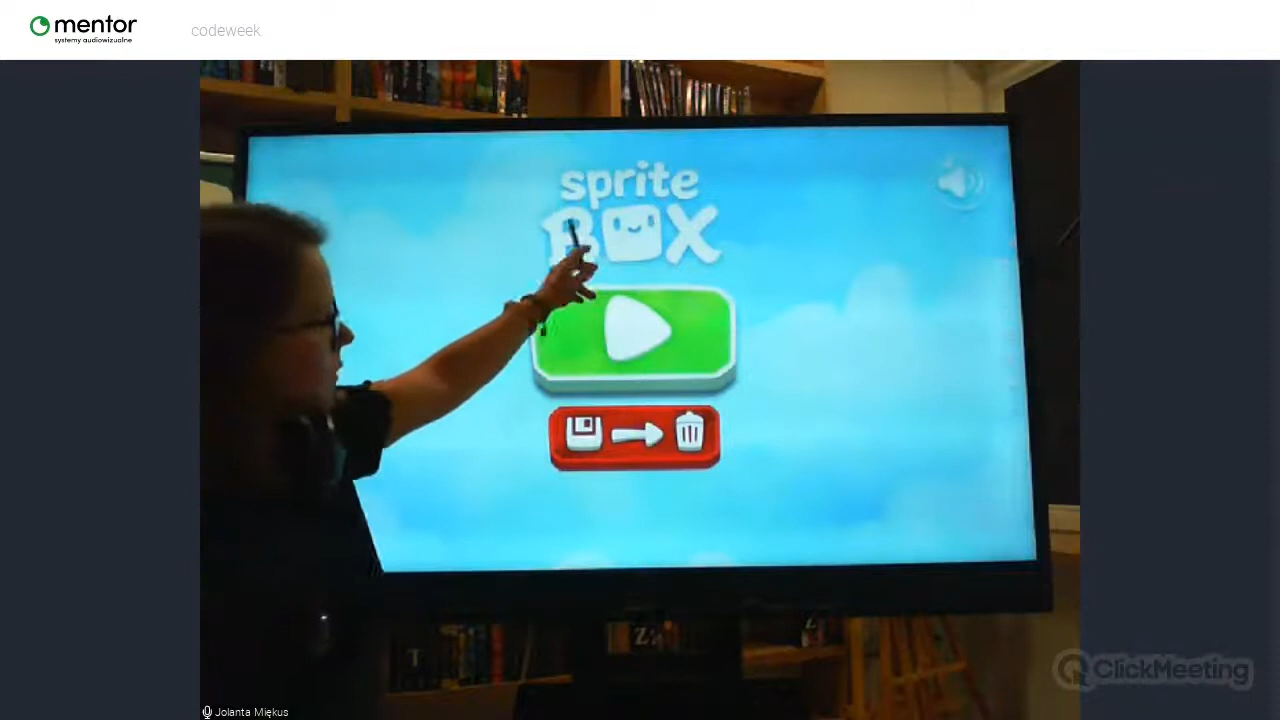 mentor
systemy audiowizualne
codeweek
sprite
BOX
ClickMeeting
Jolanta Miękus